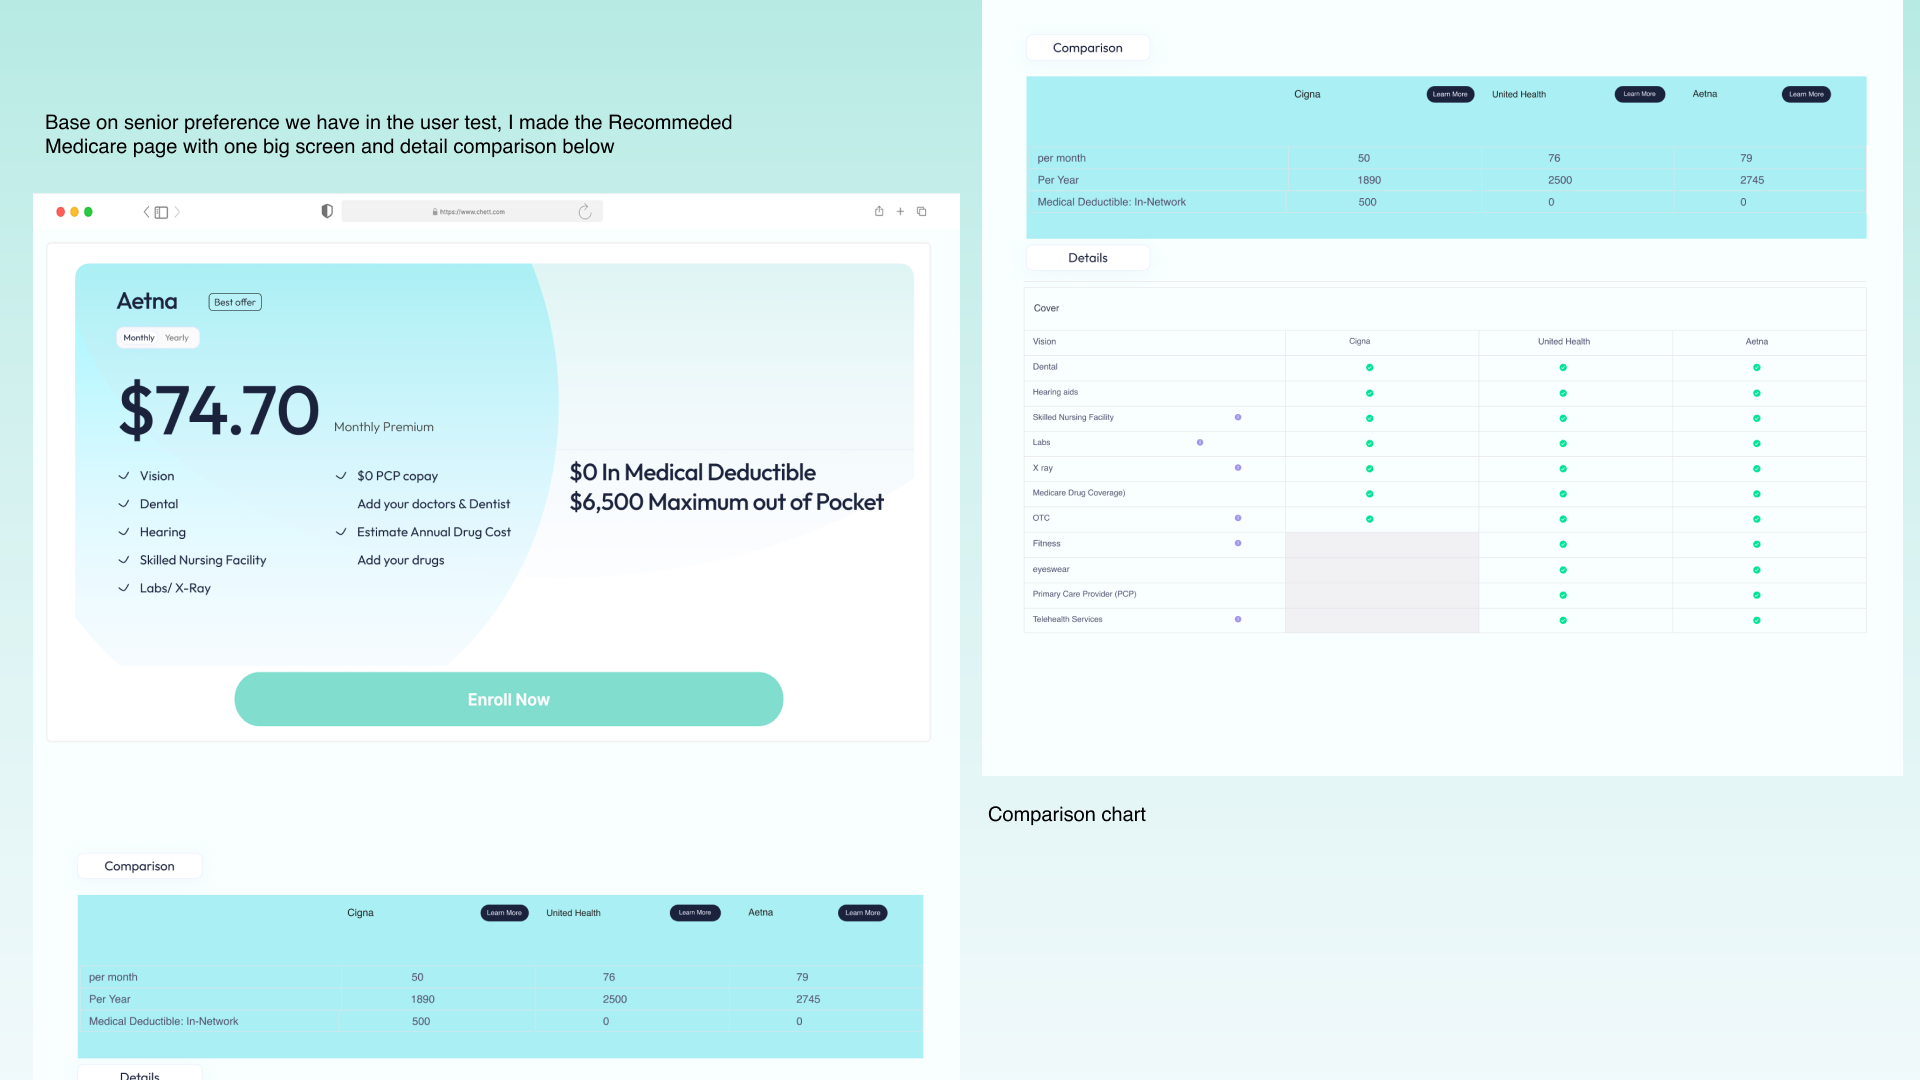 Base on senior preference we have in the user test, I made the Recommeded
Medicare page with one big screen and detail comparison below
https://www.chett.com
Aetna
Best offer
Monthly Yearly
$74.70 Monthly Premium
Vision
Dental
Hearing
Skilled Nursing Facility
Labs/ X-Ray
$0 PCP copay
Add your doctors & Dentist
Estimate Annual Drug Cost
Add your drugs
$0 In Medical Deductible
$6,500 Maximum out of Pocket
Enroll Now
Comparison
Cigna Learn More United Health Learn More Aetna Learn More
per month 50 76 79
Per Year 1890 2500 2745
Medical Deductible: In-Network 500 0 0
Details
Comparison
Cigna Learn More United Health Learn More Aetna Learn More
per month 50 76 79
Per Year 1890 2500 2745
Medical Deductible: In-Network 500 0 0
Details
Cover
Vision Cigna United Health Aetna
Dental
Hearing aids
Skilled Nursing Facility
Labs
X ray
Medicare Drug Coverage)
OTC
Fitness
eyeswear
Primary Care Provider (PCP)
Telehealth Services
Comparison chart